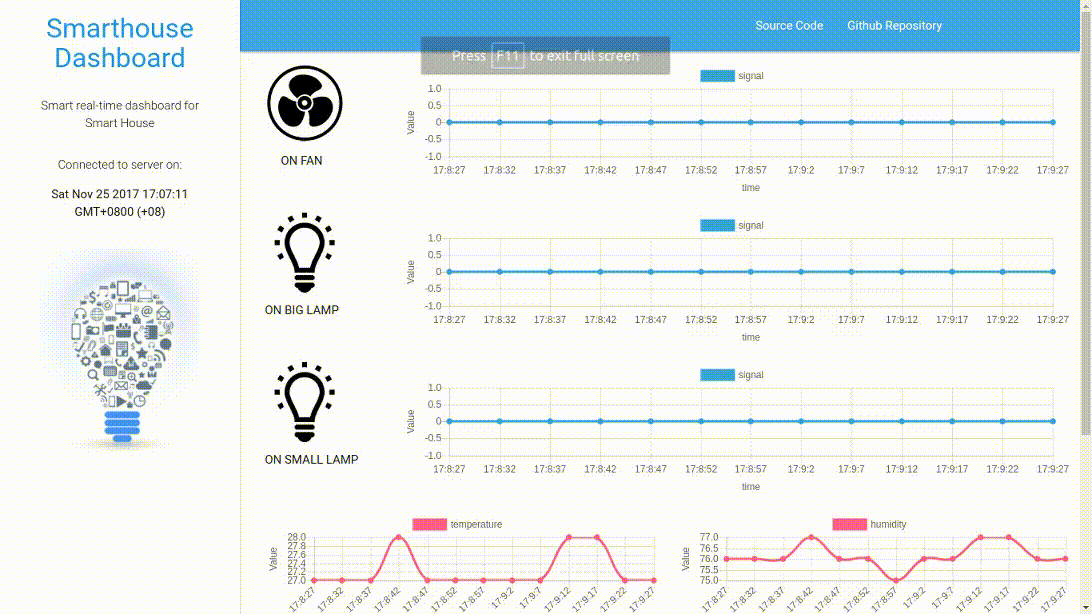 Smarthouse
Dashboard
Smart real-time dashboard for
Smart House
Connected to server on:
Sat Nov 25 2017 17:07:11
GMT+0800 (+08)
Source Code Github Repository
Press F11 to exit full screen
ON FAN
signal
Value
1.0
0.5
0
-0.5
-1.0
17:8:27 17:8:32 17:8:37 17:8:42 17:8:47 17:8:52 17:8:57 17:9:2 17:9:7 17:9:12 17:9:17 17:9:22 17:9:27
time
ON BIG LAMP
signal
Value
1.0
0.5
0
-0.5
-1.0
17:8:27 17:8:32 17:8:37 17:8:42 17:8:47 17:8:52 17:8:57 17:9:2 17:9:7 17:9:12 17:9:17 17:9:22 17:9:27
time
ON SMALL LAMP
signal
Value
1.0
0.5
0
-0.5
-1.0
17:8:27 17:8:32 17:8:37 17:8:42 17:8:47 17:8:52 17:8:57 17:9:2 17:9:7 17:9:12 17:9:17 17:9:22 17:9:27
time
temperature
Value
28.0
27.8
27.6
27.4
27.2
27.0
17:8:27 17:8:32 17:8:37 17:8:42 17:8:47 17:8:52 17:8:57 17:9:2 17:9:7 17:9:12 17:9:17 17:9:22 17:9:27
humidity
Value
77.0
76.5
76.0
75.5
75.0
17:8:27 17:8:32 17:8:37 17:8:42 17:8:47 17:8:52 17:8:57 17:9:2 17:9:7 17:9:12 17:9:17 17:9:22 17:9:27